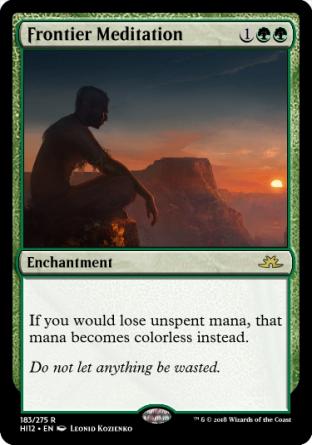 Frontier Meditation 1
Enchantment
If you would lose unspent mana, that
mana becomes colorless instead.
Do not let anything be wasted.
183/275 R
HI12 • EN Leonid Kozienko
™ & © 2018 Wizards of the Coast